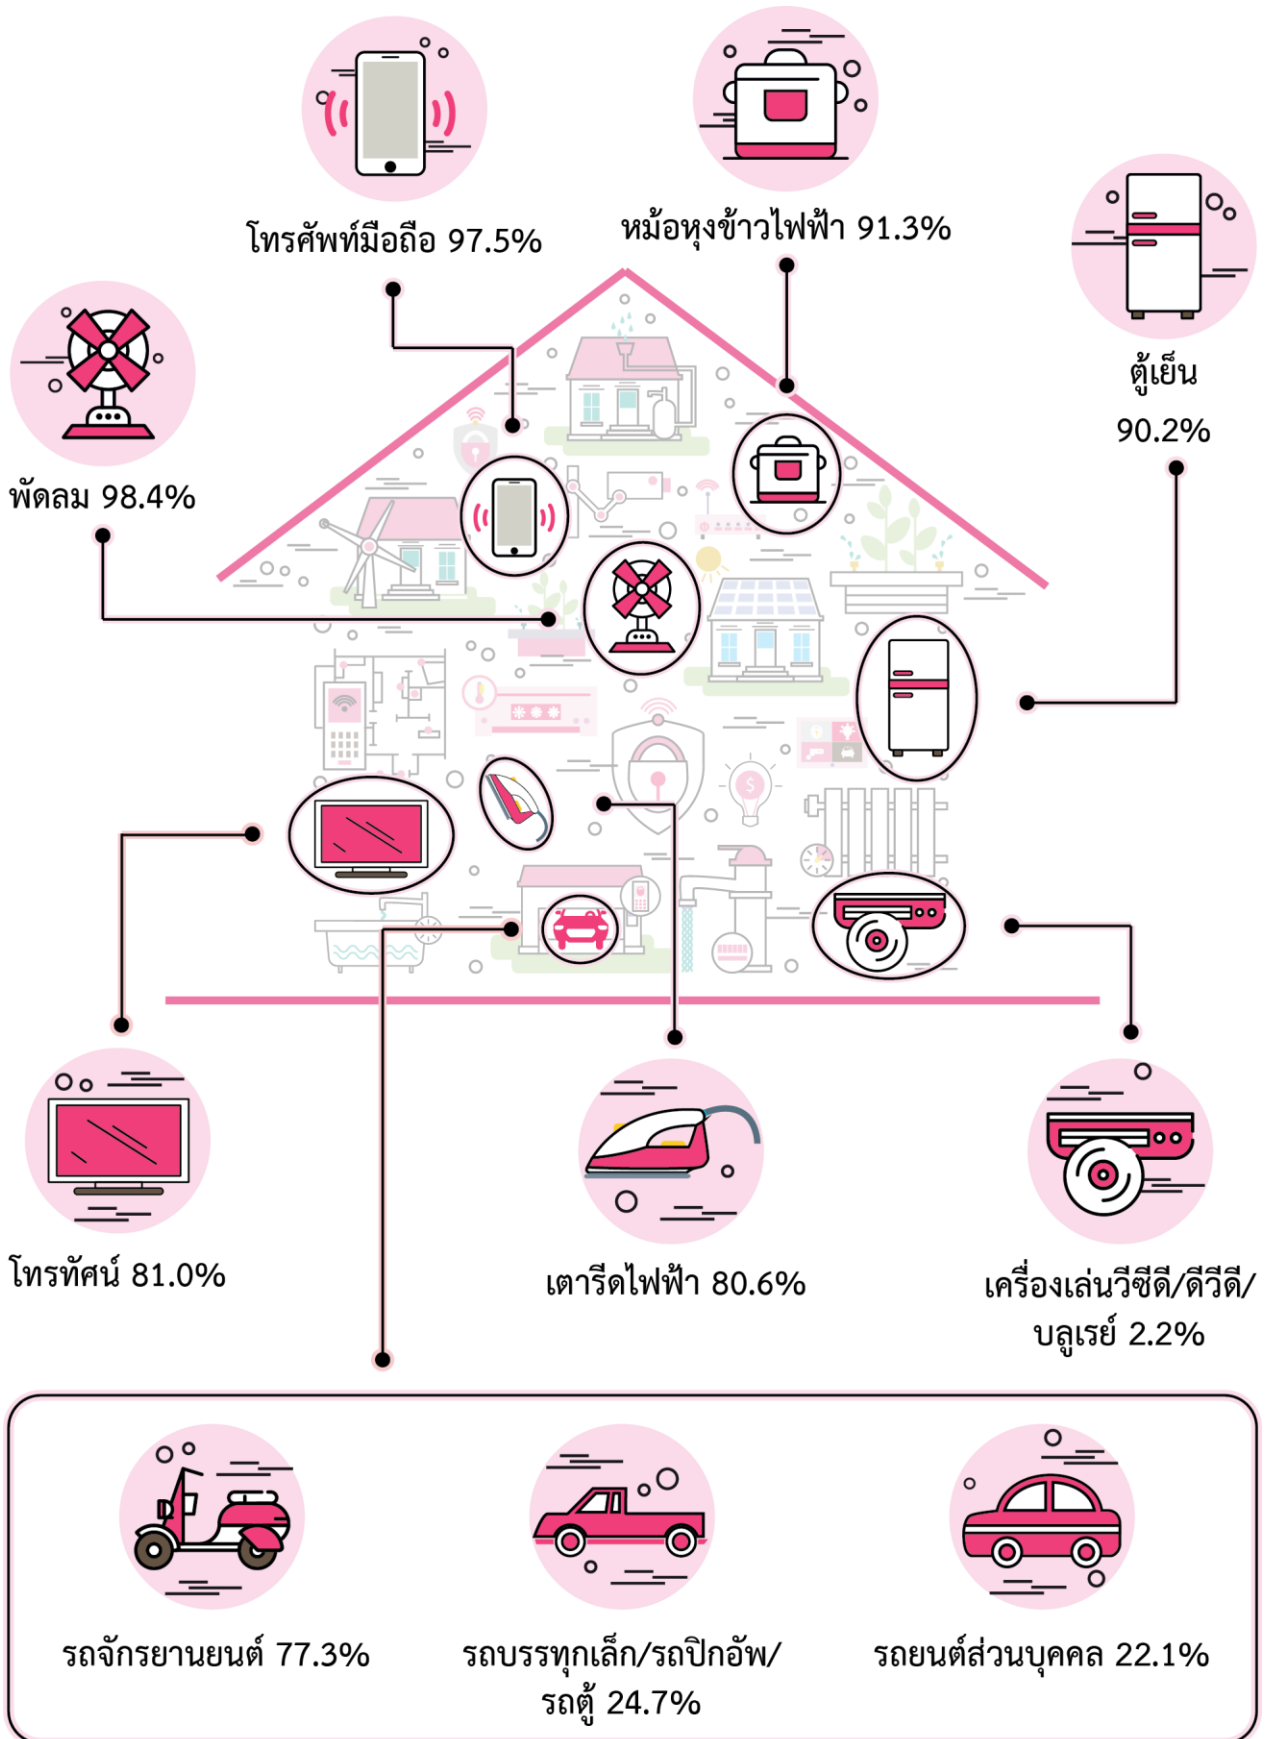 โทรศัพท์มือถือ 97.5%
หม้อหุงข้าวไฟฟ้า 91.3%
ตู้เย็น
90.2%
พัดลม 98.4%
โทรทัศน์ 81.0%
เตารีดไฟฟ้า 80.6%
เครื่องเล่นวีซีดี/ดีวีดี/
บลูเรย์ 2.2%
รถจักรยานยนต์ 77.3%
รถบรรทุกเล็ก/รถปิกอัพ/
รถตู้ 24.7%
รถยนต์ส่วนบุคคล 22.1%